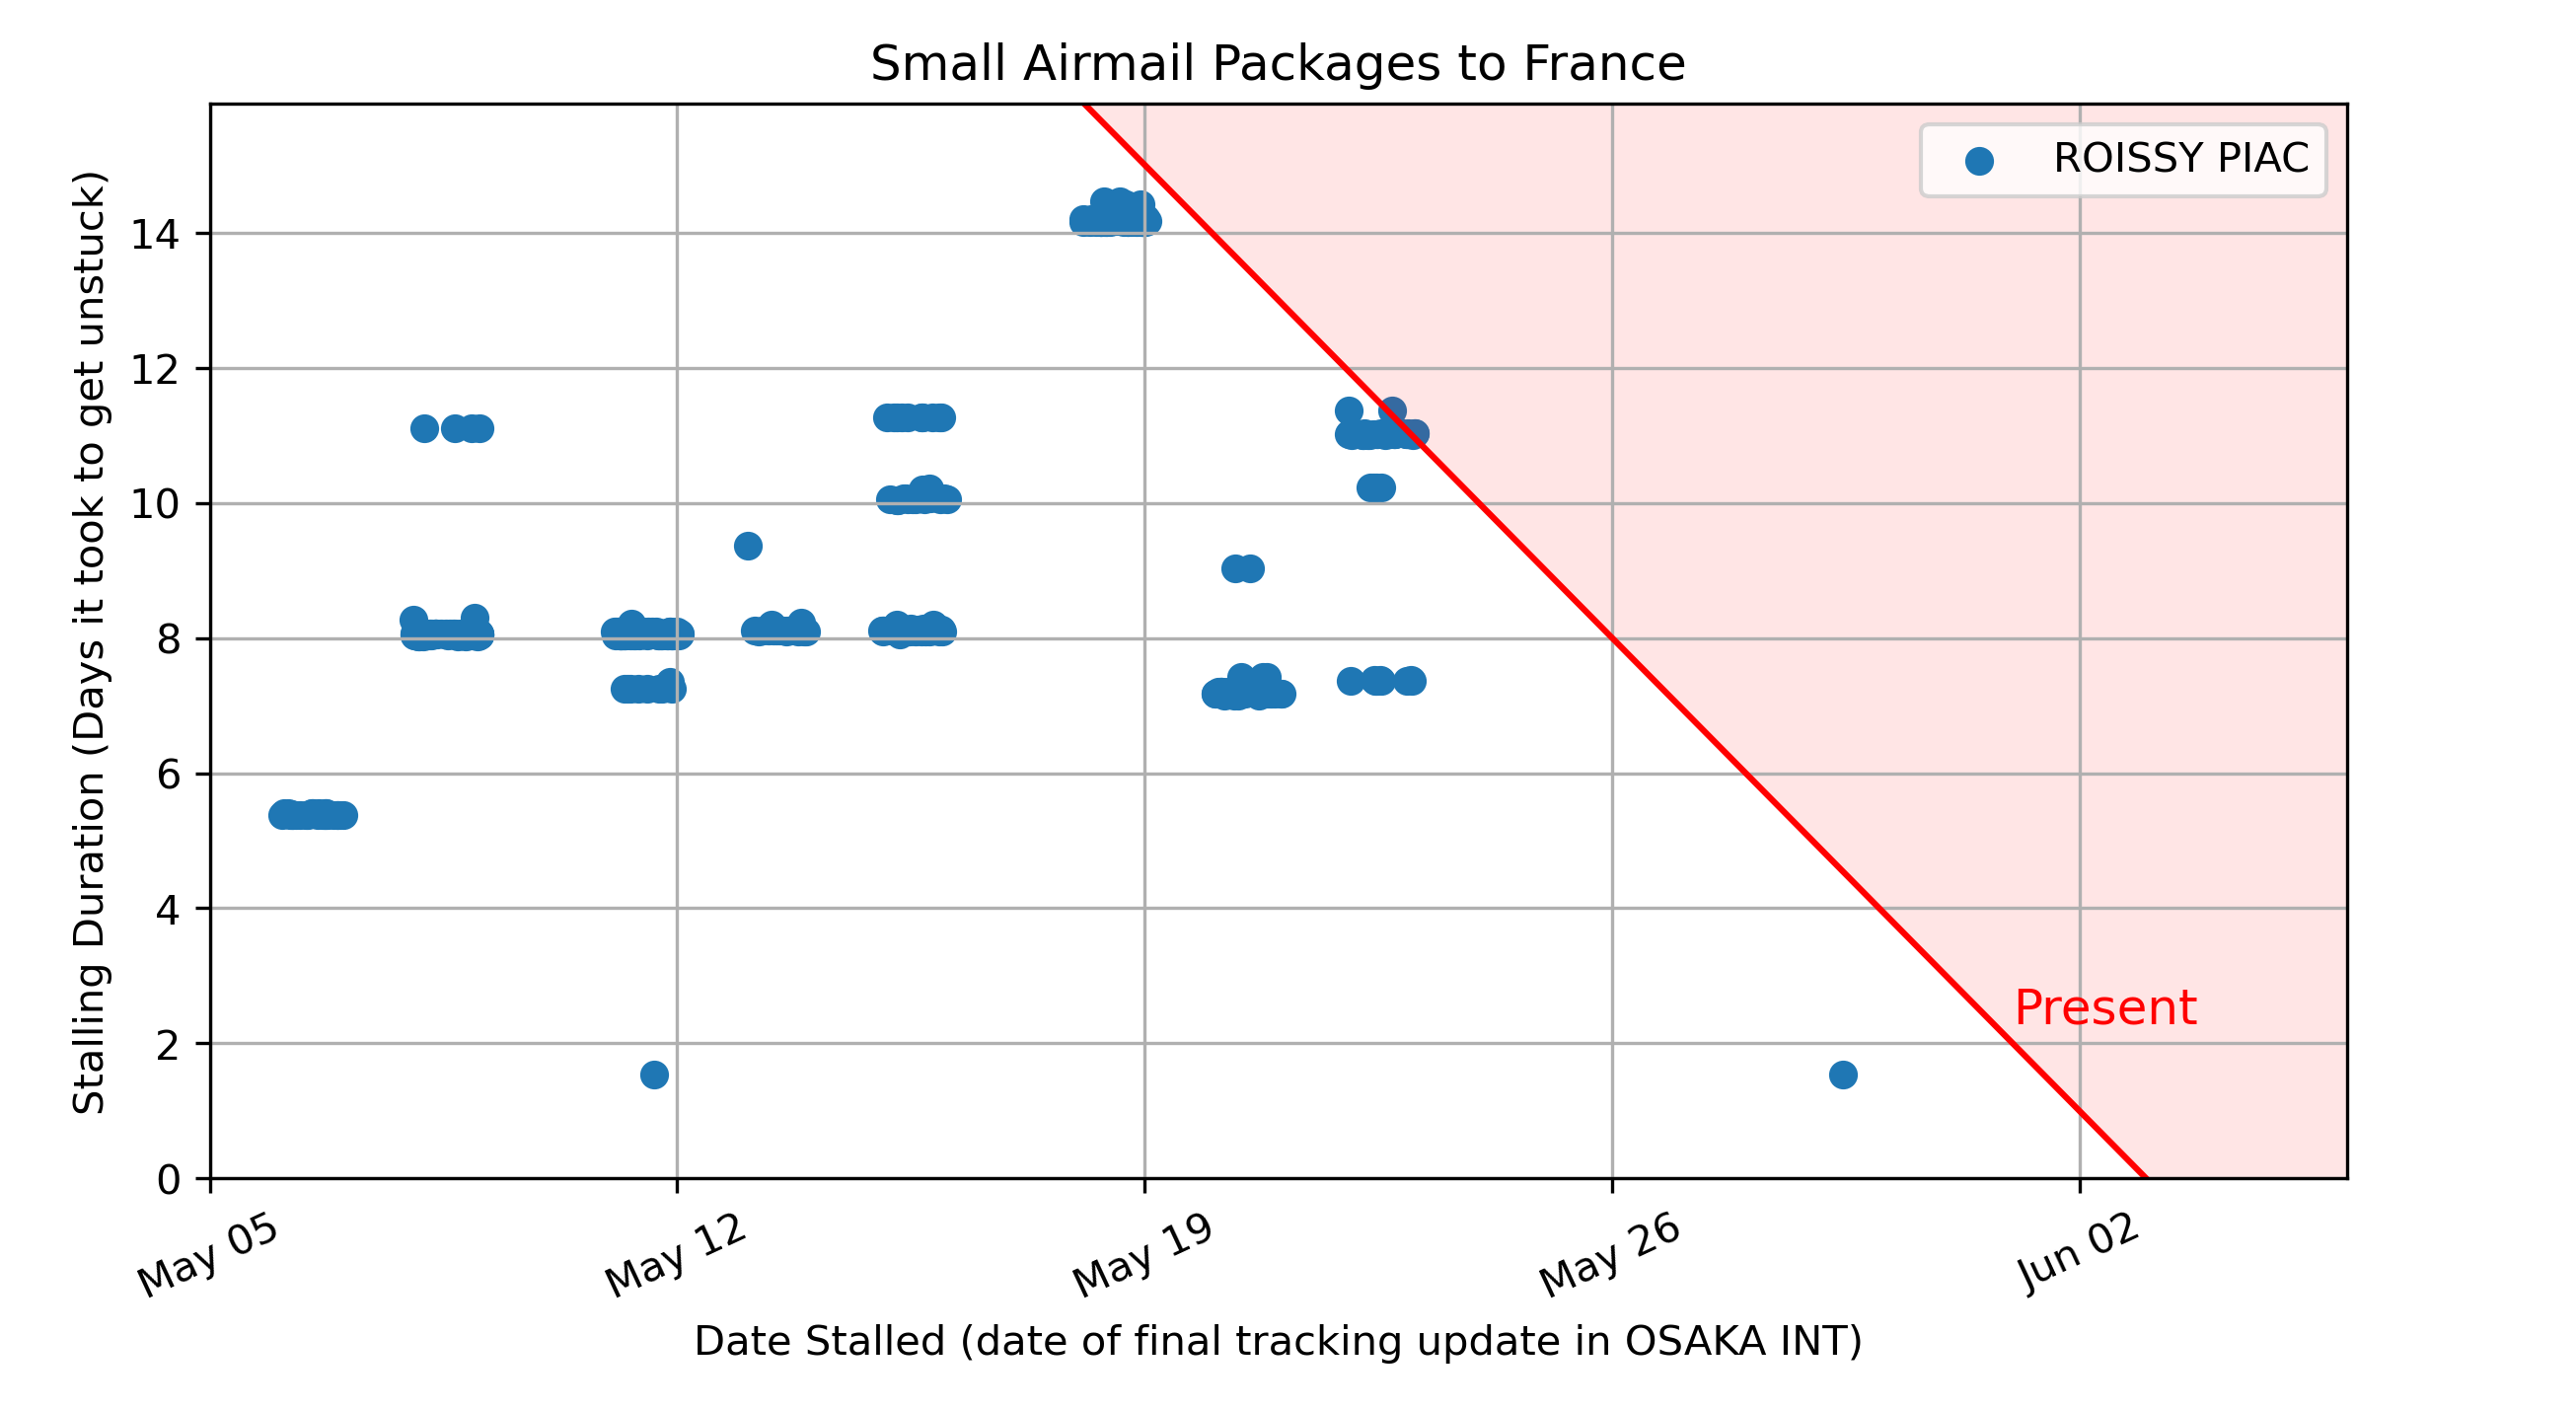 Small Airmail Packages to France
ROISSY PIAC
Stalling Duration (Days it took to get unstuck)
14
12
10
8
6
4
2
0
Present
May 05
May 12
May 19
May 26
Jun 02
Date Stalled (date of final tracking update in OSAKA INT)